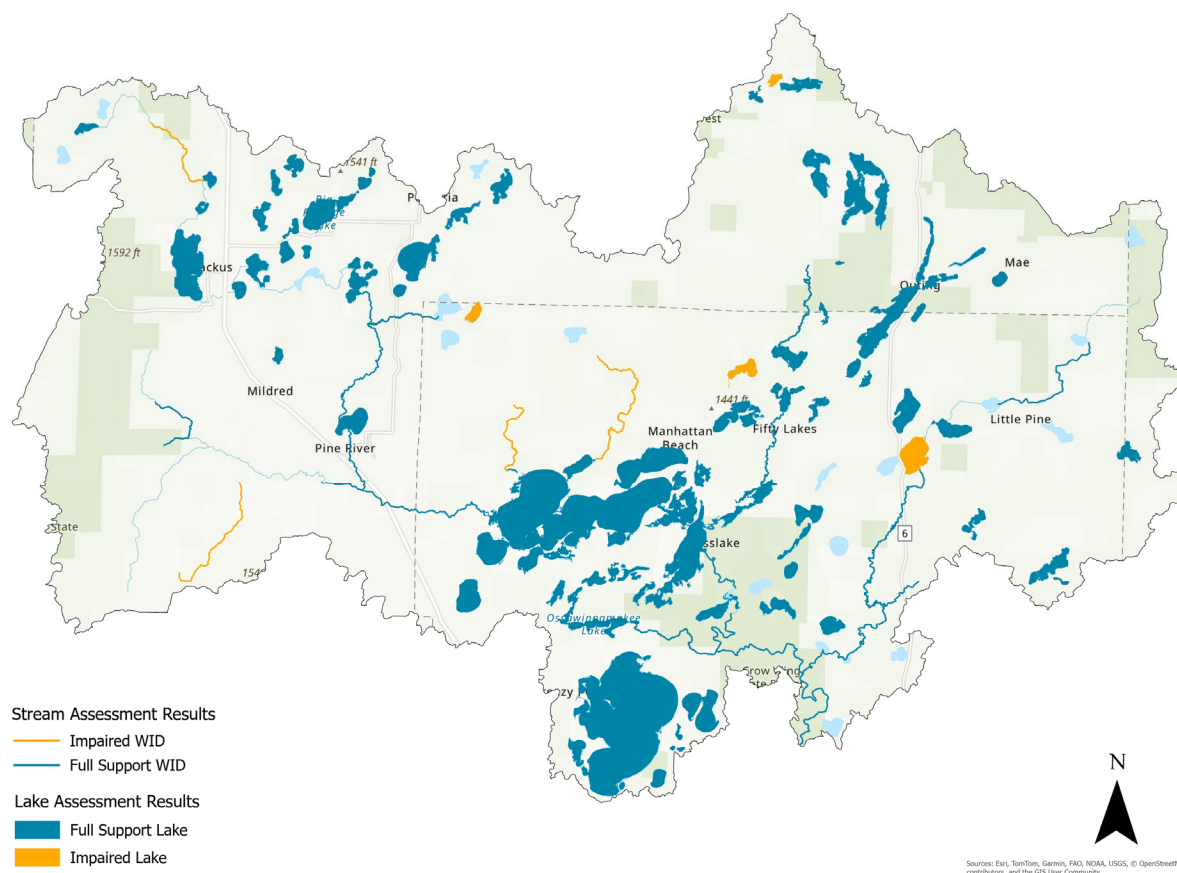 1541 ft
1592 ft
Mae
Mildred
1441 ft
Manhattan
Beach
Fifty Lakes
Little Pine
Pine River
6
State
Lake
Stream Assessment Results
Impaired WID
Full Support WID
Lake Assessment Results
Full Support Lake
Impaired Lake
N
Sources: Esri, TomTom, Garmin, FAO, NOAA, USGS, © OpenStreetM
contributors, and the GIS User Community